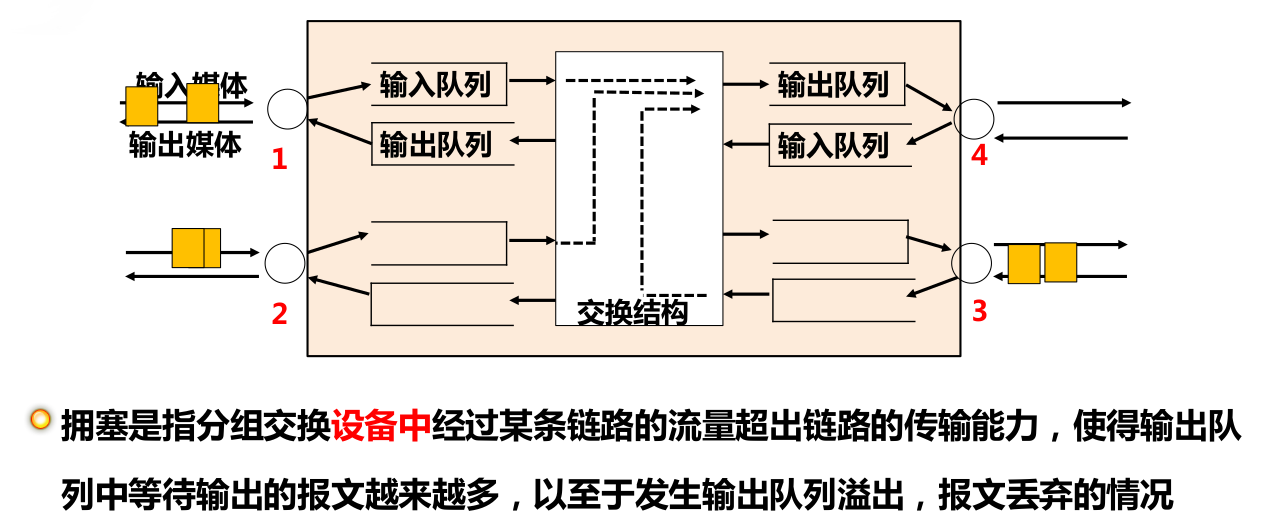 输入媒体
输入队列
输出队列
输出媒体
输出队列
输入队列
1
4
2
交换结构
3
拥塞是指分组交换设备中经过某条链路的流量超出链路的传输能力，使得输出队
列中等待输出的报文越来越多，以至于发生输出队列溢出，报文丢弃的情况